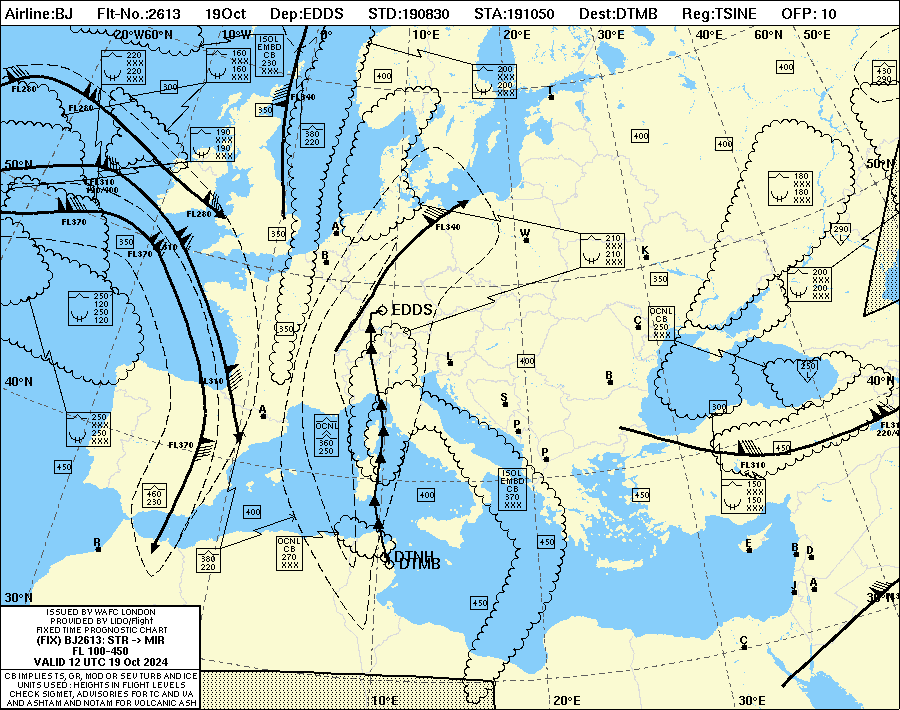 Airline:BJ Flt-No.:2613 19Oct Dep:EDDS STD:190830 STA:191050 Dest:DTMB Reg:TSINE OFP: 10
20°W60°N 10°W 0° 10°E 20°E 30°E 40°E 60°N 50°E
220
XXX
220
XXX
160
XXX
160
XXX
ISOL
EMBD
CB
230
XXX
400
200
XXX
200
XXX
400
430
290
FL280
300
FL280
350
FL340
T
190
XXX
190
XXX
380
220
400
400
50°N
50°N
FL310
180
XXX
180
XXX
FL280
FL370
350
FL310
FL370
350
A
B
FL340
W
210
XXX
210
XXX
K
290
350
200
XXX
200
XXX
250
120
250
120
EDDS
350
C
OCNL
CB
250
XXX
L
400
250
40°N
FL310
B
40°N
S
300
A
250
XXX
250
XXX
OCNL
360
250
P
FL370
P
450
FL310
450
460
230
400
400
ISOL
EMBD
CB
370
XXX
450
150
XXX
150
XXX
R
380
220
OCNL
CB
270
XXX
450
E
B
D
DTNH
DTMB
J
A
30°N
30°N
450
C
ISSUED BY WAFC LONDON
PROVIDED BY LIDO/Flight
FIXED TIME PROGNOSTIC CHART
(FIX) BJ2613: STR -> MIR
FL 100-450
VALID 12 UTC 19 Oct 2024
CB IMPLIES TS, GR, MOD OR SEV TURB AND ICE
UNITS USED: HEIGHTS IN FLIGHT LEVELS
CHECK SIGMET, ADVISORIES FOR TC AND VA
AND ASHTAM AND NOTAM FOR VOLCANIC ASH
10°E 20°E 30°E